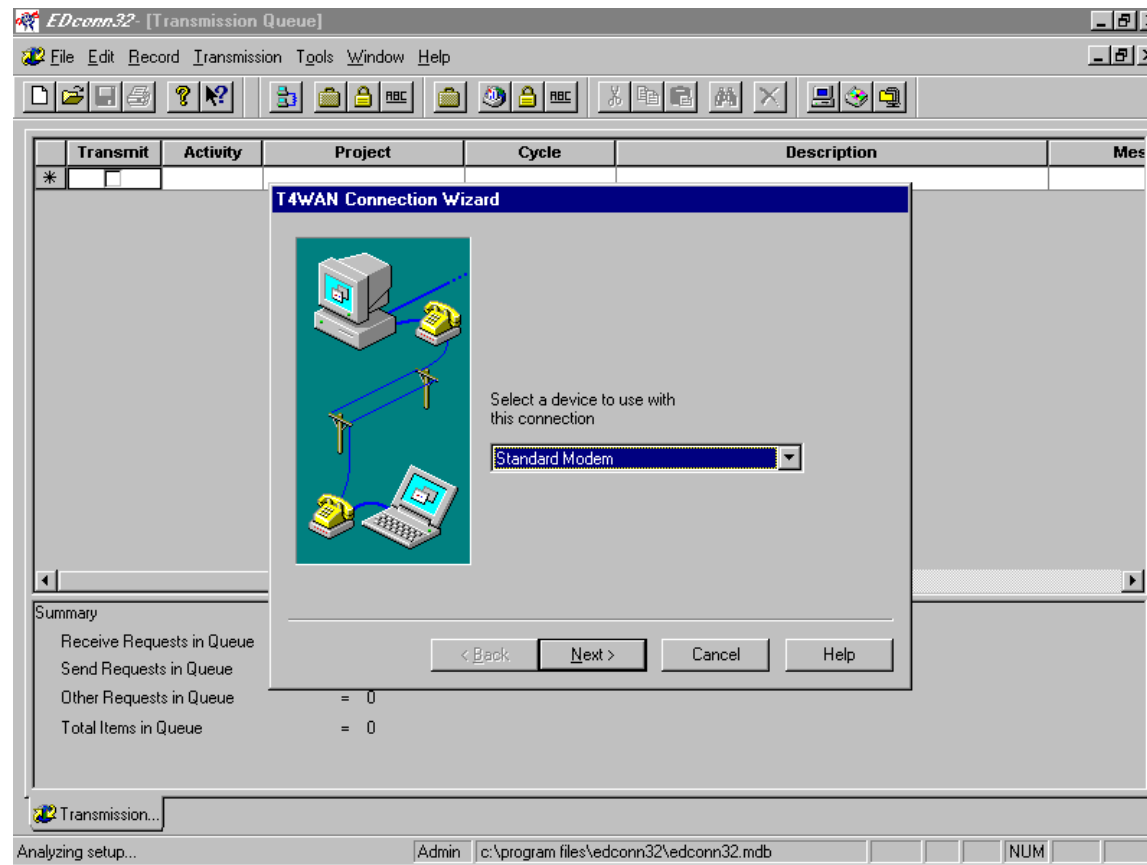 EDconn32 - [Transmission Queue]
File Edit Record Transmission Tools Window Help
ABC ABC
Transmit Activity Project Cycle Description Mes
*
T4WAN Connection Wizard
Select a device to use with
this connection
Standard Modem
< Back Next > Cancel Help
Summary
Receive Requests in Queue
Send Requests in Queue
Other Requests in Queue = 0
Total Items in Queue = 0
Transmission...
Analyzing setup... Admin c:\program files\edconn32\edconn32.mdb NUM